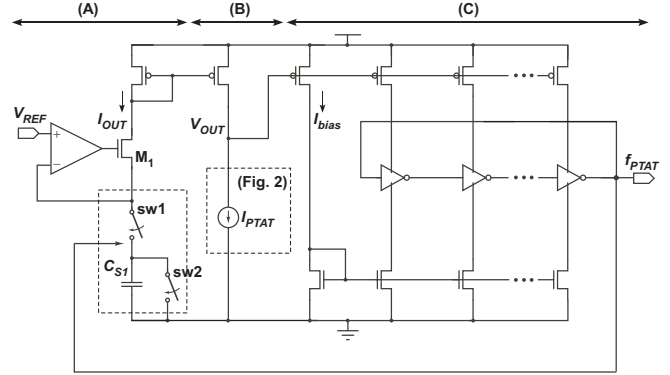 (A) (B) (C)
V_REF
+
−
I_OUT
M_1
V_OUT
I_bias
f_PTAT
(Fig. 2)
I_PTAT
sw1
C_S1
sw2